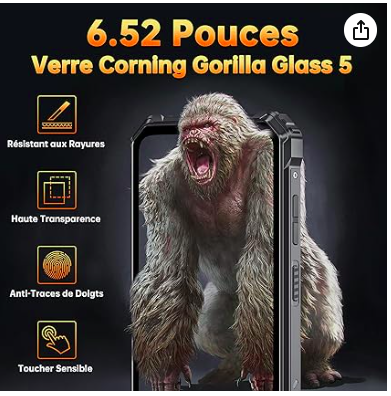 6.52 Pouces
Verre Corning Gorilla Glass 5
Résistant aux Rayures
Haute Transparence
Anti-Traces de Doigts
Toucher Sensible